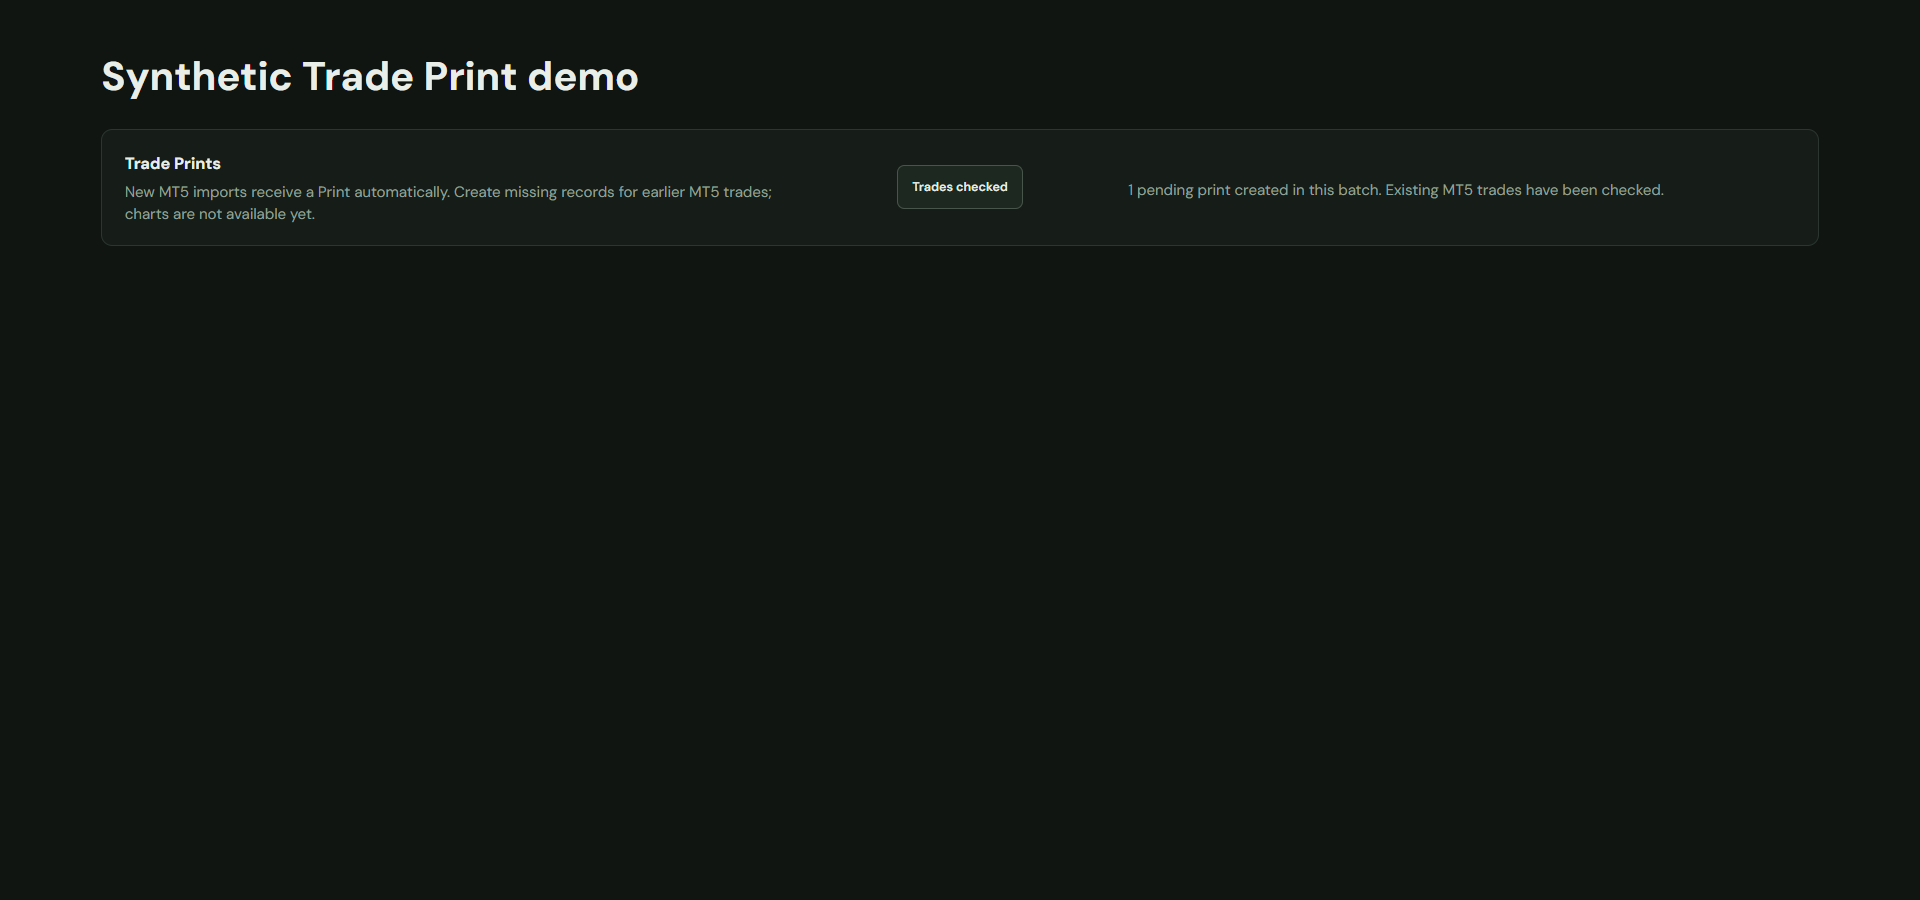 Synthetic Trade Print demo
Trade Prints
New MT5 imports receive a Print automatically. Create missing records for earlier MT5 trades;
charts are not available yet.
Trades checked
1 pending print created in this batch. Existing MT5 trades have been checked.